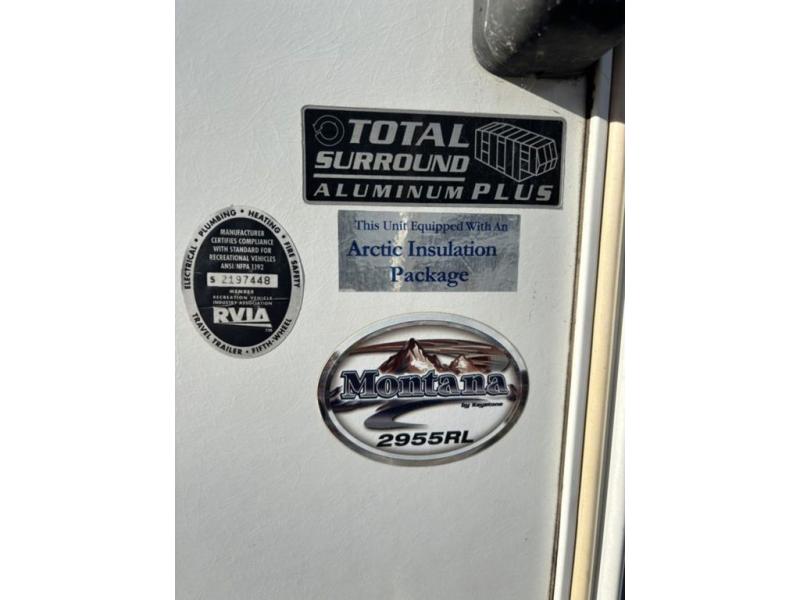 TOTAL
SURROUND
ALUMINUM PLUS
This Unit Equipped With An
Arctic Insulation
Package
ELECTRICAL • PLUMBING • HEATING • FIRE SAFETY
MANUFACTURER
CERTIFIES COMPLIANCE
WITH STANDARD FOR
RECREATIONAL VEHICLES
ANSI/NFPA 1192
S 2197448
MEMBER
RECREATION VEHICLE
INDUSTRY ASSOCIATION
RVIA
TRAVEL TRAILER • FIFTH-WHEEL
Montana
by Keystone
2955RL